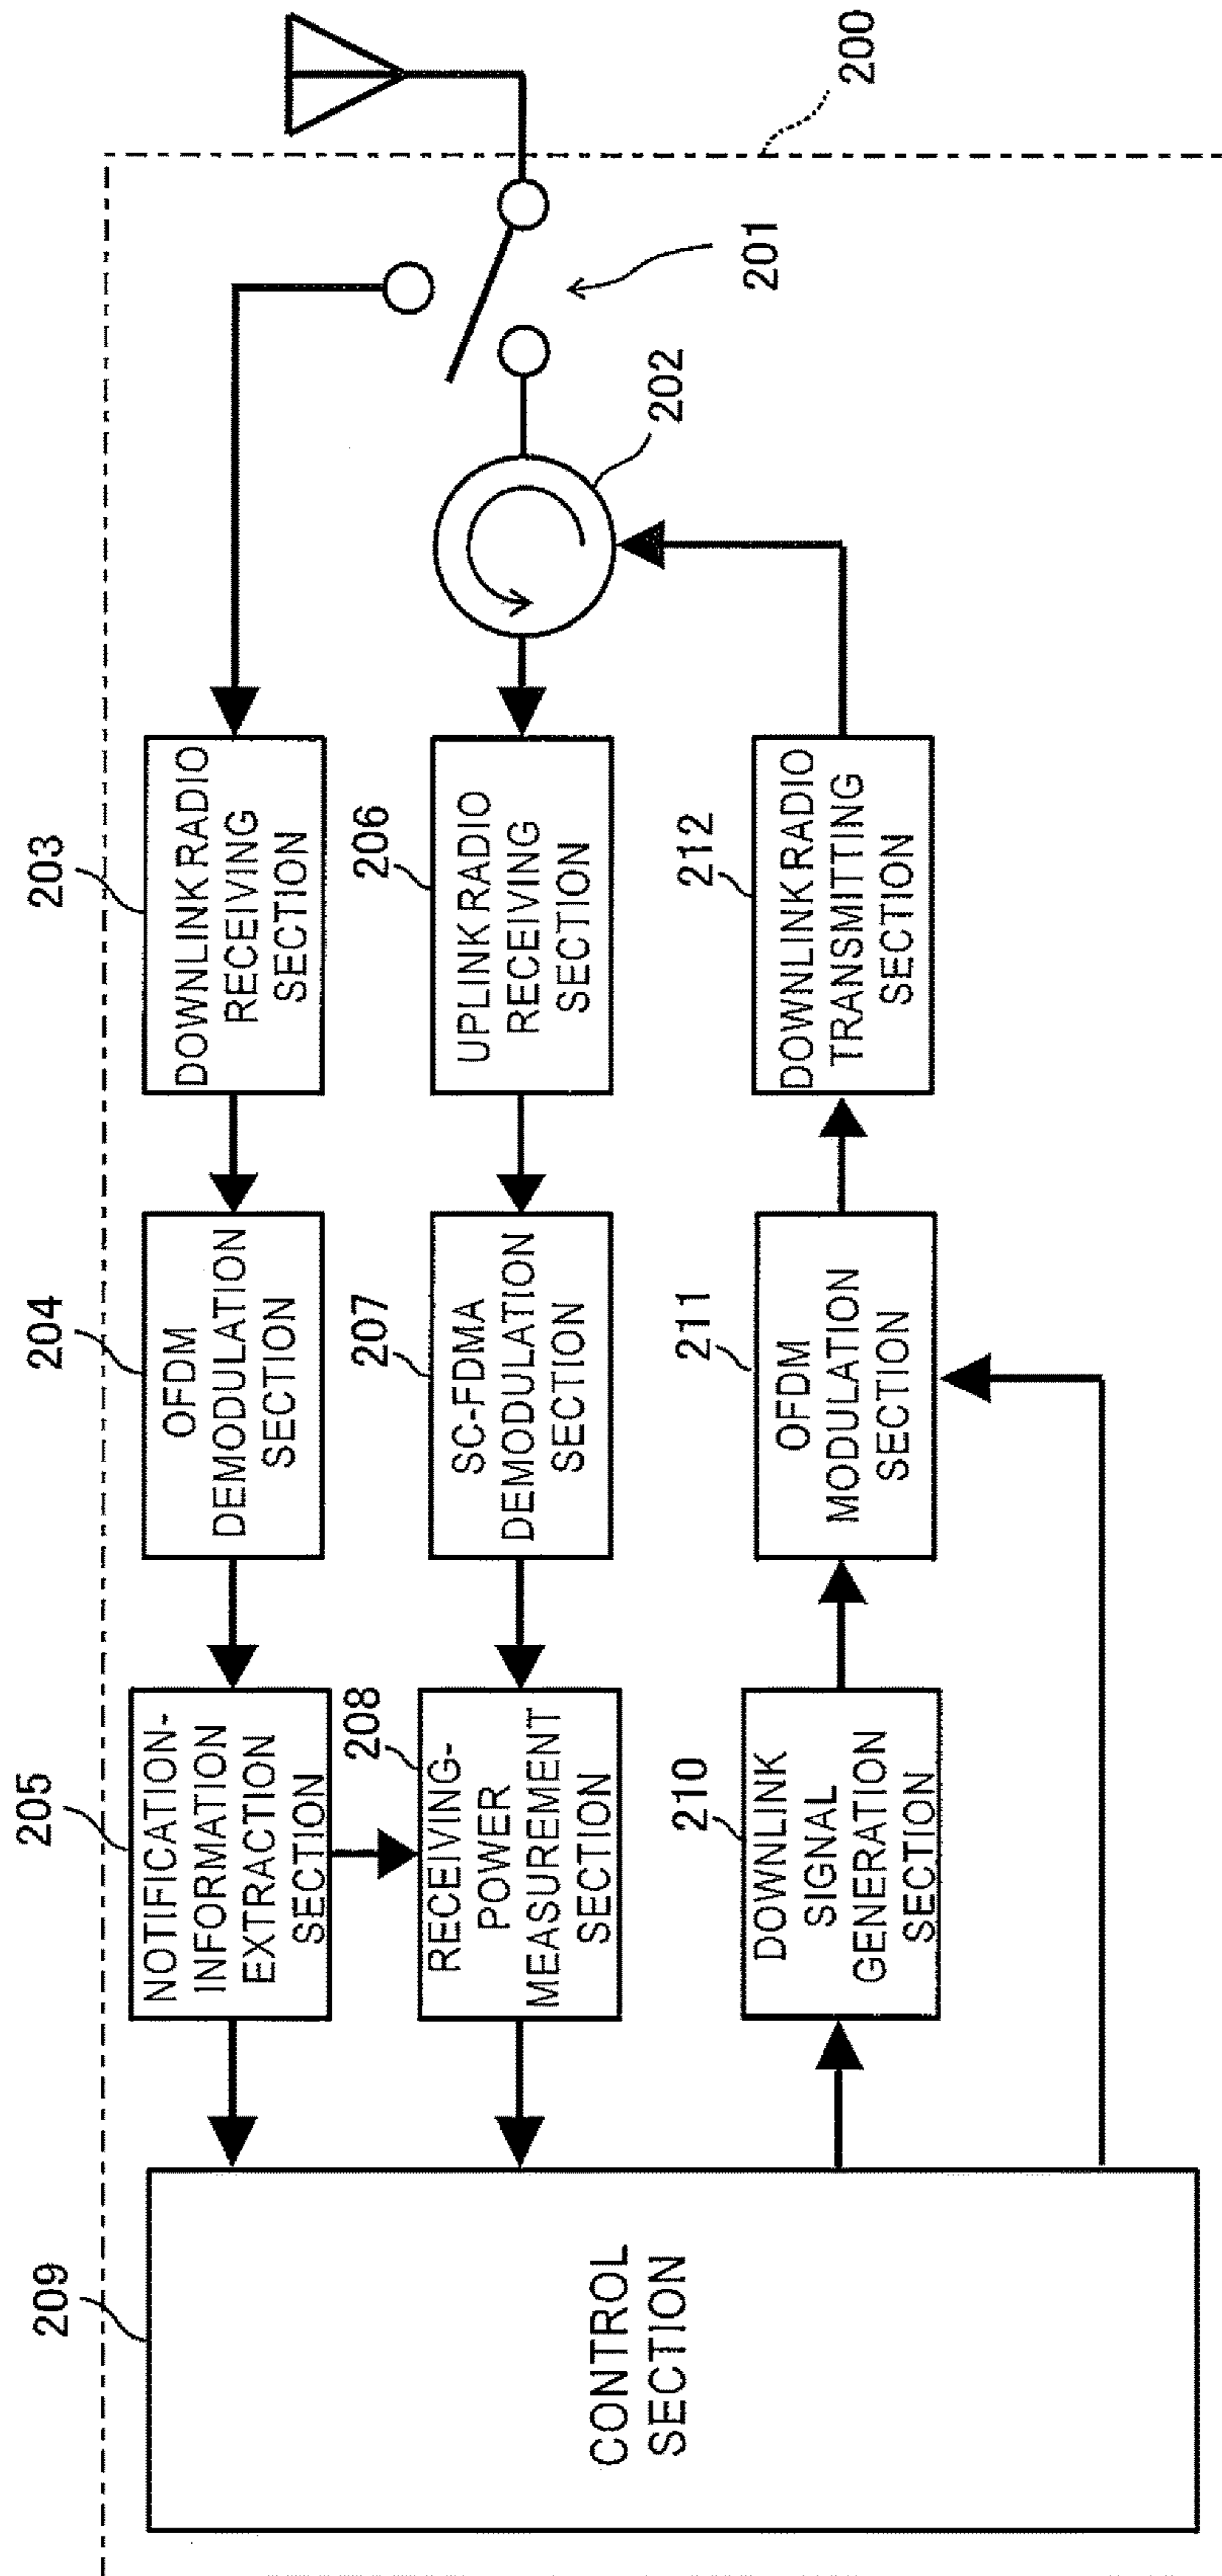 200
201
202
203
DOWNLINK RADIO
RECEIVING
SECTION
204
OFDM
DEMODULATION
SECTION
205
NOTIFICATION-
INFORMATION
EXTRACTION
SECTION
206
UPLINK RADIO
RECEIVING
SECTION
207
SC-FDMA
DEMODULATION
SECTION
208
RECEIVING-
POWER
MEASUREMENT
SECTION
209
CONTROL
SECTION
210
DOWNLINK
SIGNAL
GENERATION
SECTION
211
OFDM
MODULATION
SECTION
212
DOWNLINK RADIO
TRANSMITTING
SECTION